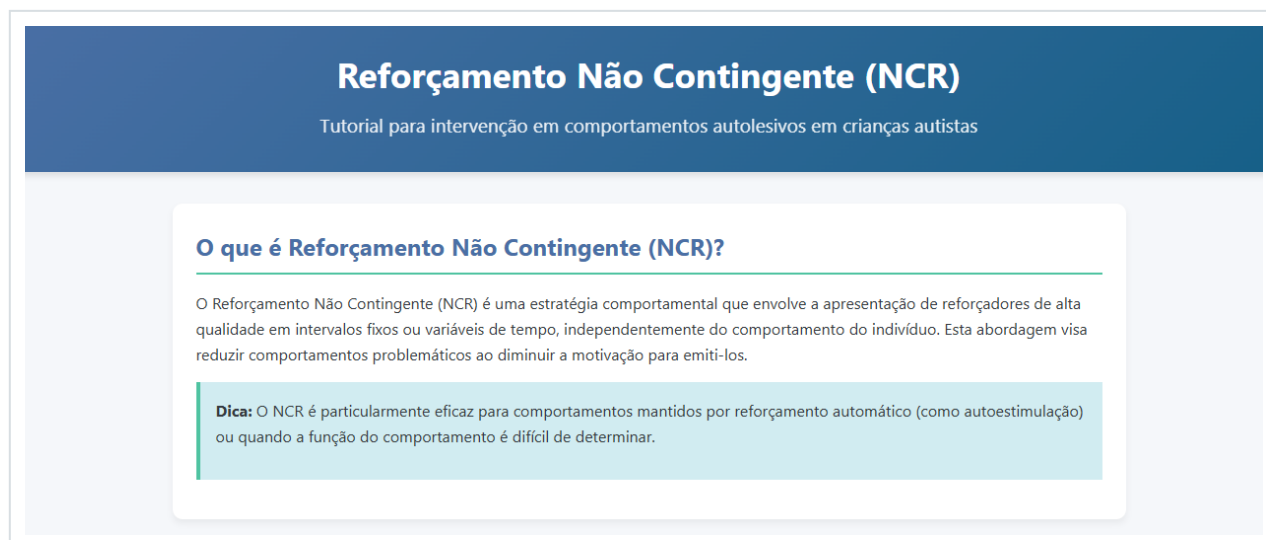 Reforçamento Não Contingente (NCR)
Tutorial para intervenção em comportamentos autolesivos em crianças autistas
O que é Reforçamento Não Contingente (NCR)?
O Reforçamento Não Contingente (NCR) é uma estratégia comportamental que envolve a apresentação de reforçadores de alta
qualidade em intervalos fixos ou variáveis de tempo, independentemente do comportamento do indivíduo. Esta abordagem visa
reduzir comportamentos problemáticos ao diminuir a motivação para emiti-los.
Dica: O NCR é particularmente eficaz para comportamentos mantidos por reforçamento automático (como autoestimulação)
ou quando a função do comportamento é difícil de determinar.